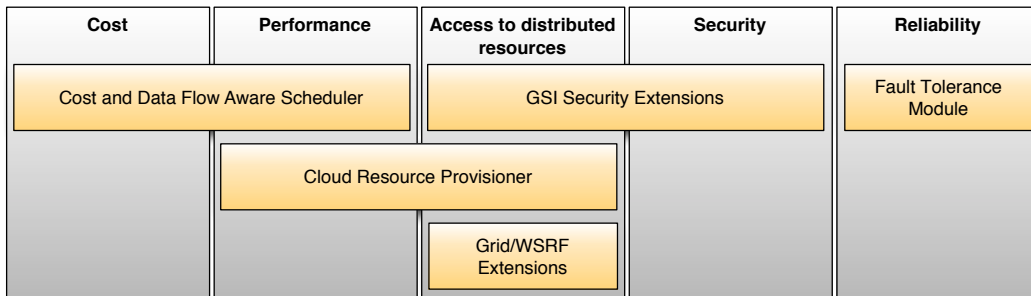 Cost
Performance
Access to distributed
resources
Security
Reliability
Cost and Data Flow Aware Scheduler
GSI Security Extensions
Fault Tolerance
Module
Cloud Resource Provisioner
Grid/WSRF
Extensions